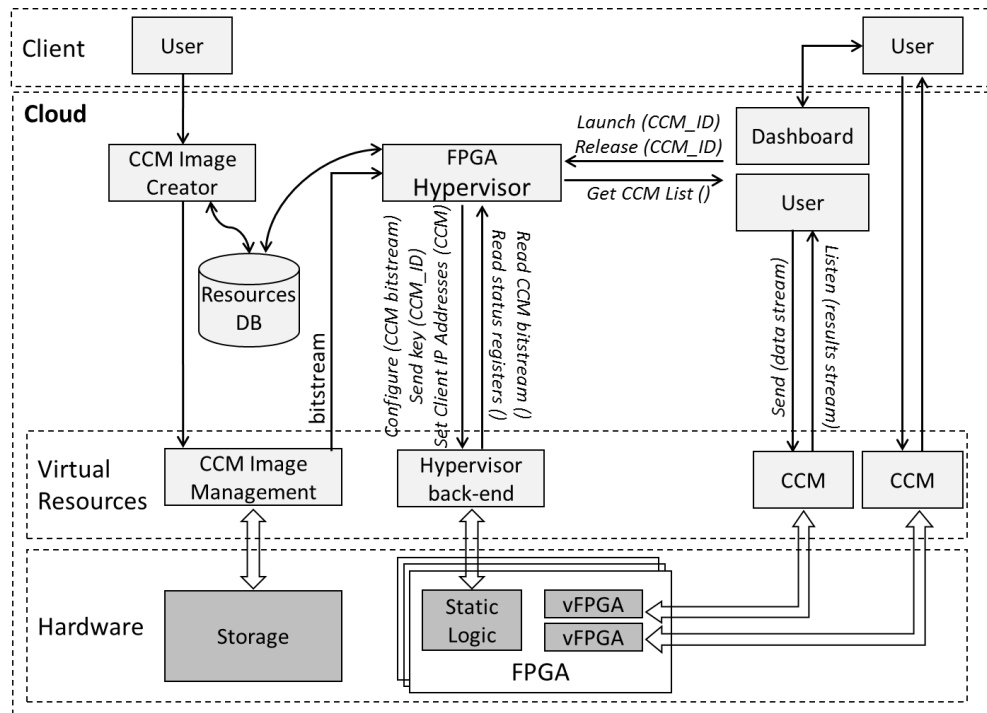 Client
User
User
Cloud
CCM Image
Creator
FPGA
Hypervisor
Launch (CCM_ID)
Release (CCM_ID)
Get CCM List ()
Dashboard
User
Resources
DB
bitstream
Configure (CCM bitstream)
Send key (CCM_ID)
Set Client IP Addresses (CCM)
Read status registers ()
Read CCM bitstream ()
Send (data stream)
Listen (results stream)
Virtual
Resources
CCM Image
Management
Hypervisor
back-end
CCM
CCM
Hardware
Storage
Static
Logic
vFPGA
vFPGA
FPGA